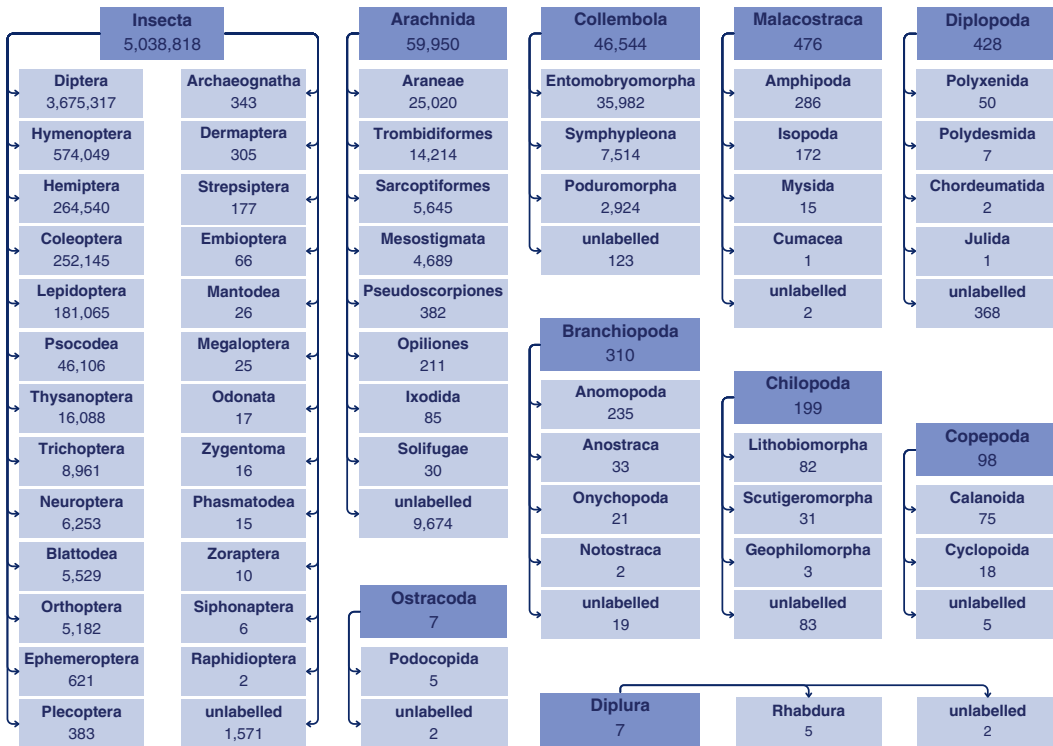 Insecta
5,038,818
Diptera
3,675,317
Hymenoptera
574,049
Hemiptera
264,540
Coleoptera
252,145
Lepidoptera
181,065
Psocodea
46,106
Thysanoptera
16,088
Trichoptera
8,961
Neuroptera
6,253
Blattodea
5,529
Orthoptera
5,182
Ephemeroptera
621
Plecoptera
383
Archaeognatha
343
Dermaptera
305
Strepsiptera
177
Embioptera
66
Mantodea
26
Megaloptera
25
Odonata
17
Zygentoma
16
Phasmatodea
15
Zoraptera
10
Siphonaptera
6
Raphidioptera
2
unlabelled
1,571
Arachnida
59,950
Araneae
25,020
Trombidiformes
14,214
Sarcoptiformes
5,645
Mesostigmata
4,689
Pseudoscorpiones
382
Opiliones
211
Ixodida
85
Solifugae
30
unlabelled
9,674
Ostracoda
7
Podocopida
5
unlabelled
2
Collembola
46,544
Entomobryomorpha
35,982
Symphypleona
7,514
Poduromorpha
2,924
unlabelled
123
Branchiopoda
310
Anomopoda
235
Anostraca
33
Onychopoda
21
Notostraca
2
unlabelled
19
Malacostraca
476
Amphipoda
286
Isopoda
172
Mysida
15
Cumacea
1
unlabelled
2
Chilopoda
199
Lithobiomorpha
82
Scutigeromorpha
31
Geophilomorpha
3
unlabelled
83
Diplopoda
428
Polyxenida
50
Polydesmida
7
Chordeumatida
2
Julida
1
unlabelled
368
Copepoda
98
Calanoida
75
Cyclopoida
18
unlabelled
5
Diplura
7
Rhabdura
5
unlabelled
2